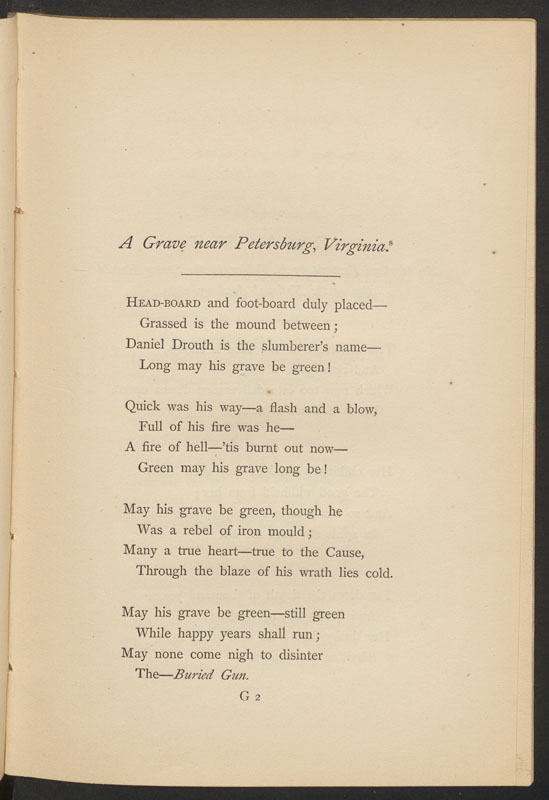 A Grave near Petersburg, Virginia.⁸
HEAD-BOARD and foot-board duly placed—
Grassed is the mound between;
Daniel Drouth is the slumberer's name—
Long may his grave be green!
Quick was his way—a flash and a blow,
Full of his fire was he—
A fire of hell—'tis burnt out now—
Green may his grave long be!
May his grave be green, though he
Was a rebel of iron mould;
Many a true heart—true to the Cause,
Through the blaze of his wrath lies cold.
May his grave be green—still green
While happy years shall run;
May none come nigh to disinter
The—Buried Gun.
G 2